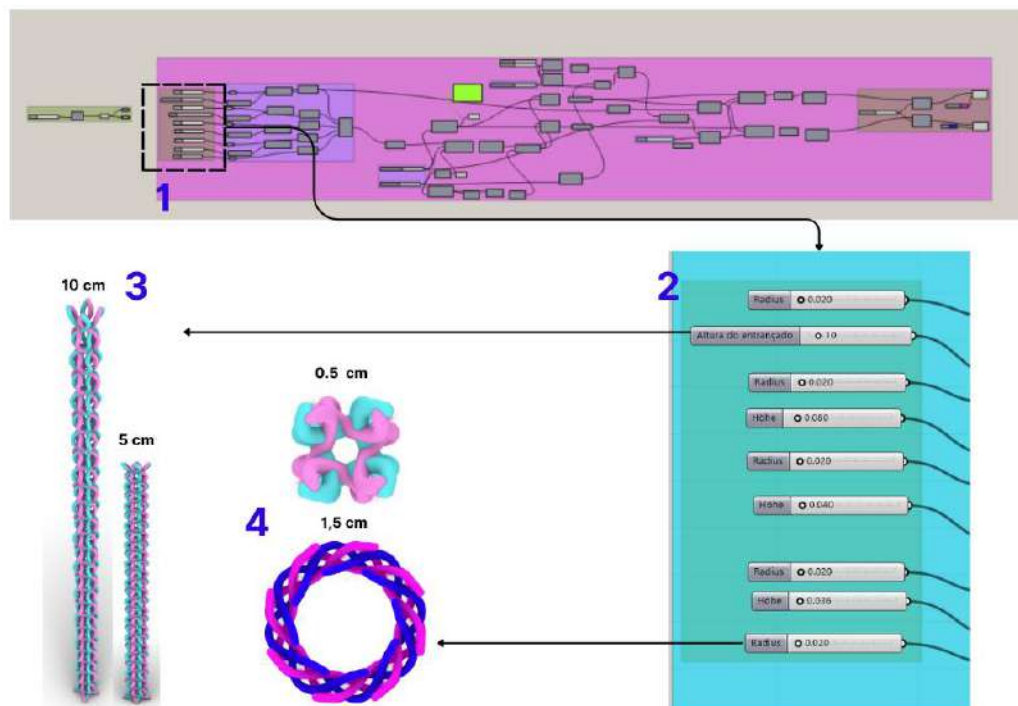 1
3
2
10 cm
Radius 0.020
Altura do entrançado 10
0.5 cm
Radius 0.020
Höhe 0.080
5 cm
Radius 0.020
4
1,5 cm
Höhe 0.040
Radius 0.020
Höhe 0.036
Radius 0.020